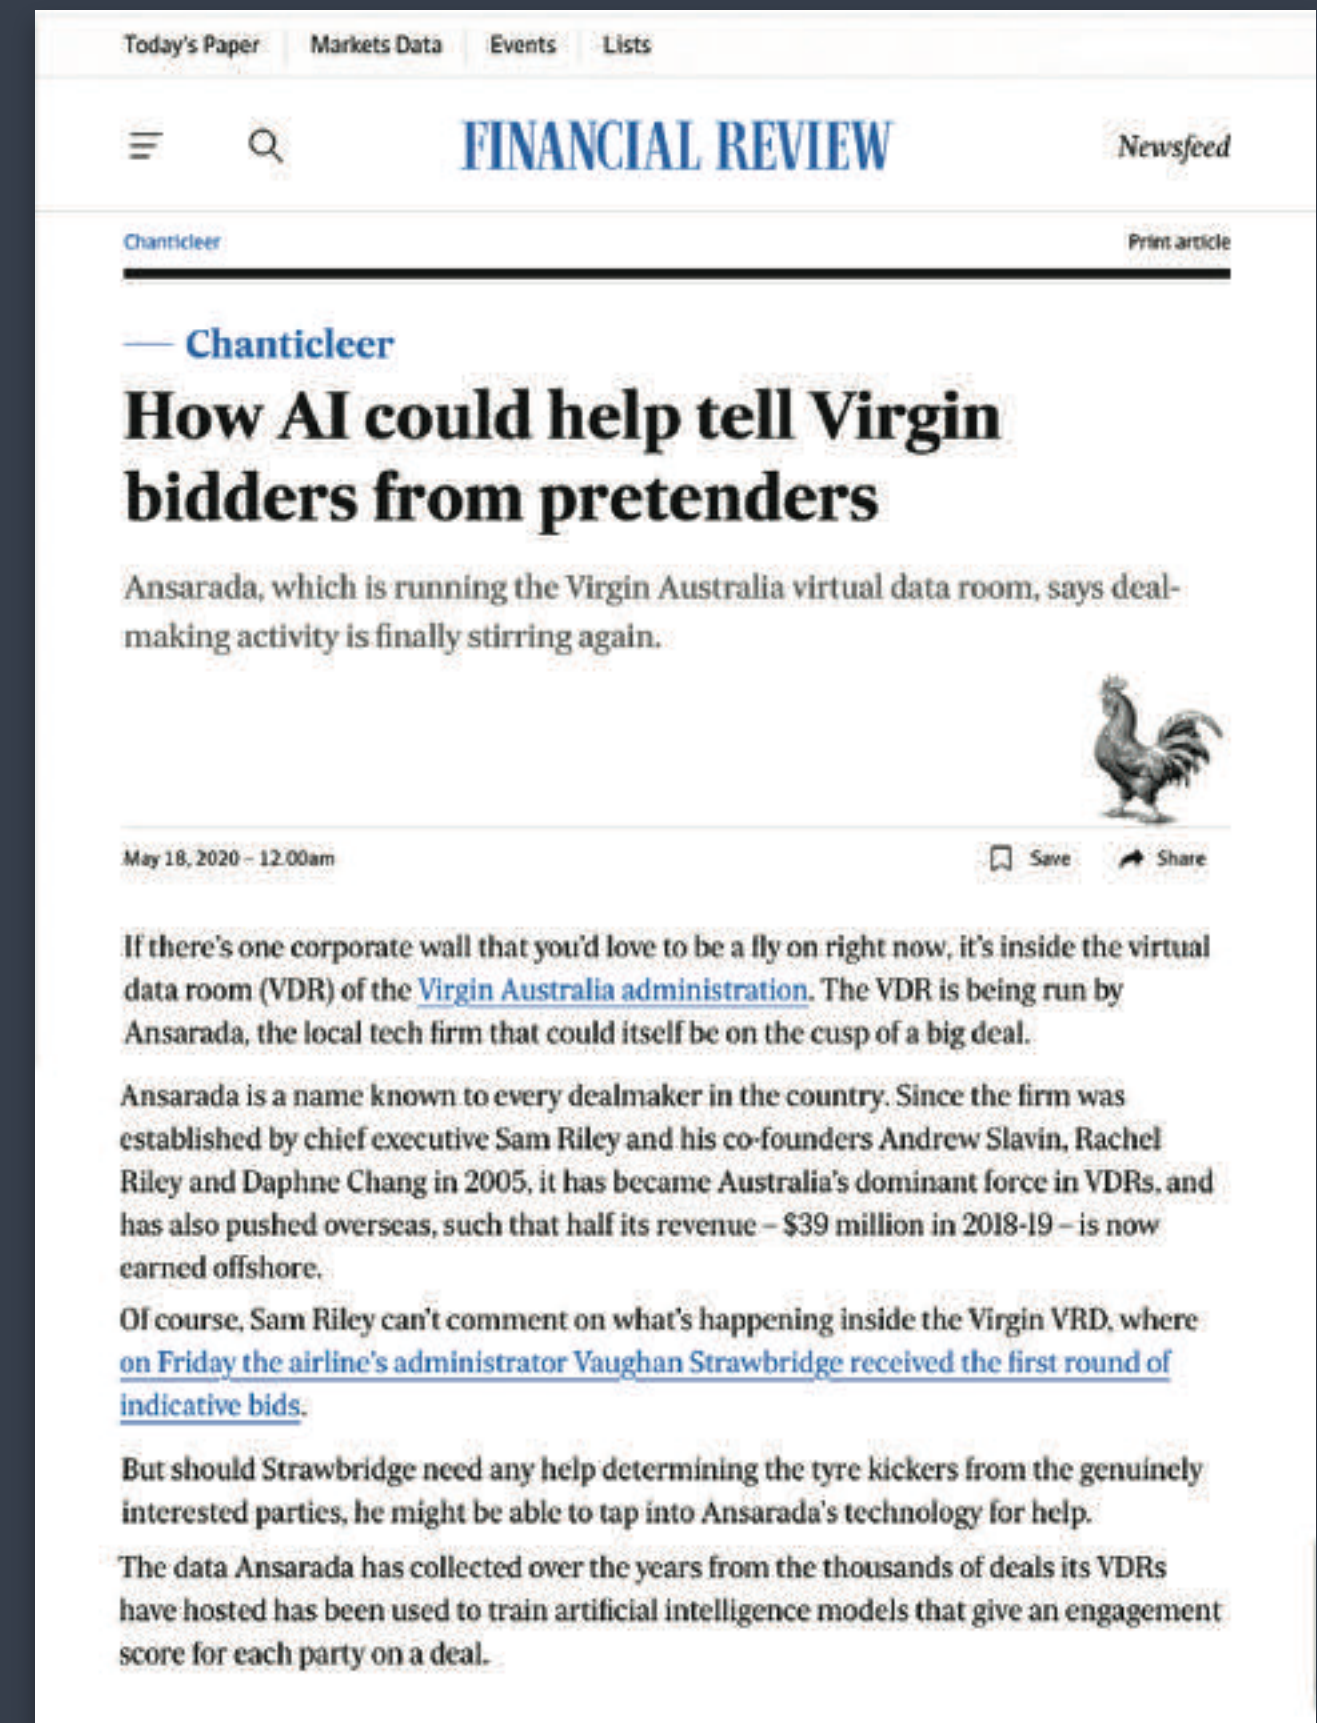 Today's Paper Markets Data Events Lists
FINANCIAL REVIEW Newsfeed
Chanticleer Print article
— Chanticleer
How AI could help tell Virgin
bidders from pretenders
Ansarada, which is running the Virgin Australia virtual data room, says deal-
making activity is finally stirring again.
May 18, 2020 – 12.00am Save Share
If there's one corporate wall that you'd love to be a fly on right now, it's inside the virtual
data room (VDR) of the Virgin Australia administration. The VDR is being run by
Ansarada, the local tech firm that could itself be on the cusp of a big deal.
Ansarada is a name known to every dealmaker in the country. Since the firm was
established by chief executive Sam Riley and his co-founders Andrew Slavin, Rachel
Riley and Daphne Chang in 2005, it has became Australia's dominant force in VDRs, and
has also pushed overseas, such that half its revenue – $39 million in 2018-19 – is now
earned offshore.
Of course, Sam Riley can't comment on what's happening inside the Virgin VRD, where
on Friday the airline's administrator Vaughan Strawbridge received the first round of
indicative bids.
But should Strawbridge need any help determining the tyre kickers from the genuinely
interested parties, he might be able to tap into Ansarada's technology for help.
The data Ansarada has collected over the years from the thousands of deals its VDRs
have hosted has been used to train artificial intelligence models that give an engagement
score for each party on a deal.